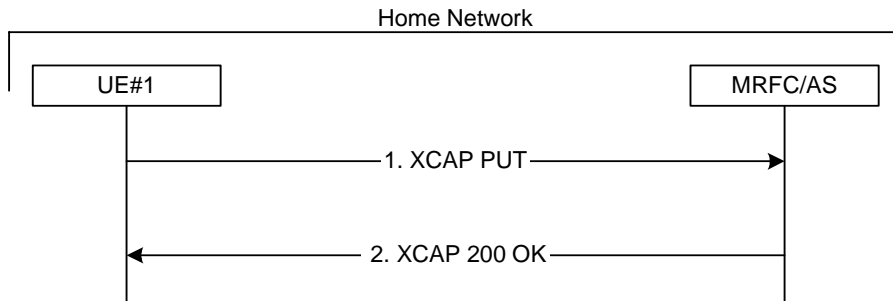 Home Network
UE#1
MRFC/AS
1. XCAP PUT
2. XCAP 200 OK